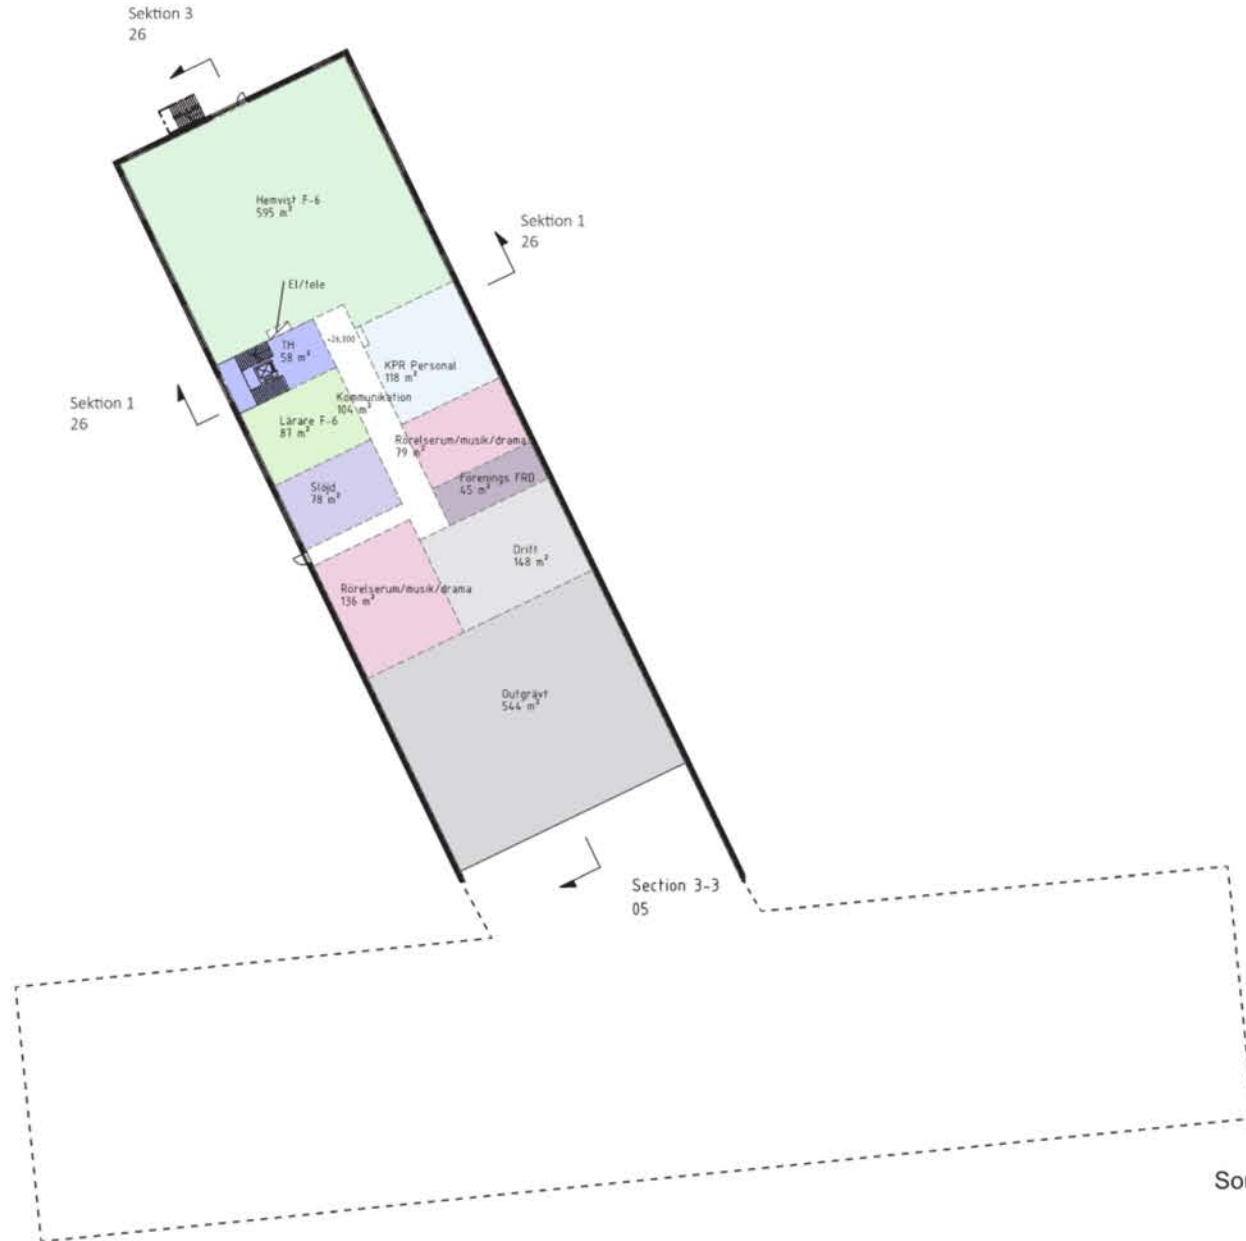 Sektion 3
26
Hemvist F-6
595 m²
Sektion 1
26
El/tele
TH
58 m²
+26,800
KPR Personal
118 m²
Kommunikation
104 m²
Sektion 1
26
Lärare F-6
87 m²
Rörelserum/musik/drama
79 m²
Slöjd
78 m²
Förenings FRD
45 m²
Drift
148 m²
Rörelserum/musik/drama
136 m²
Outgrävt
544 m²
Section 3-3
05